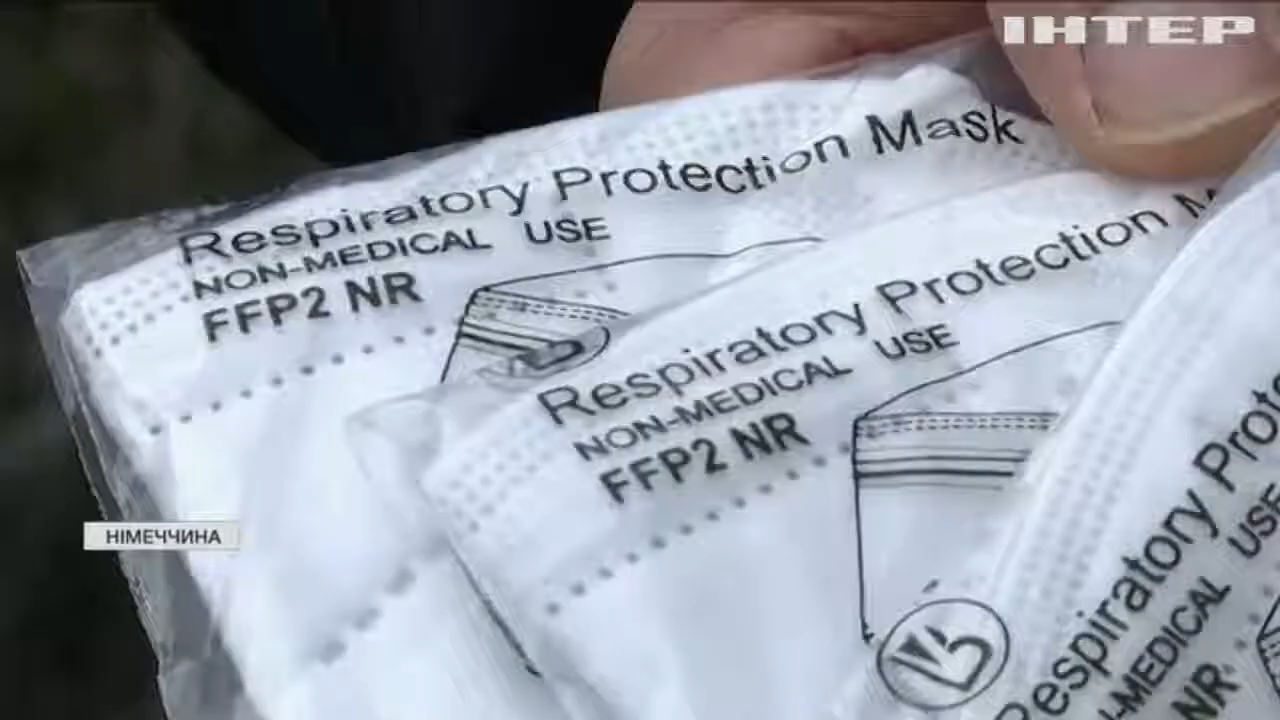 ІНТЕР
Respiratory Protection Mask
NON-MEDICAL USE
FFP2 NR
Respiratory Protection M
NON-MEDICAL USE
FFP2 NR
НІМЕЧЧИНА
Respiratory Prote
-MEDICAL USE
NR